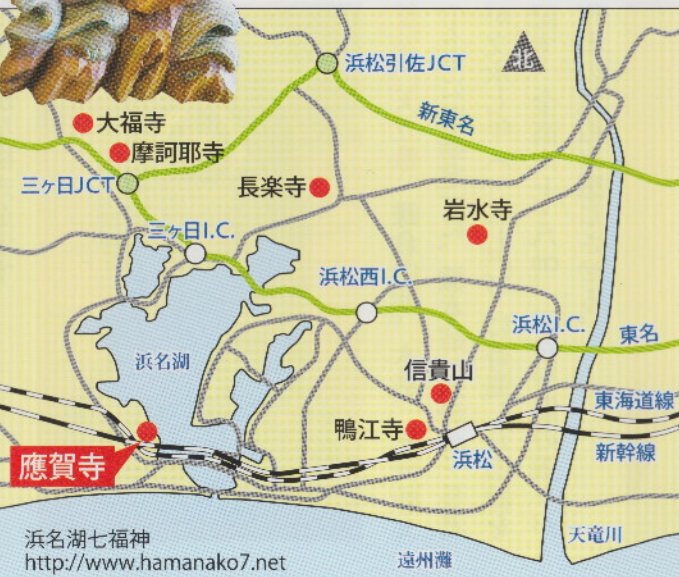 浜松引佐JCT
北
新東名
大福寺
摩訶耶寺
三ヶ日JCT
長楽寺
岩水寺
三ヶ日I.C.
浜松西I.C.
浜松I.C.
東名
浜名湖
信貴山
東海道線
鴨江寺
新幹線
浜松
應賀寺
天竜川
浜名湖七福神
http://www.hamanako7.net
遠州灘